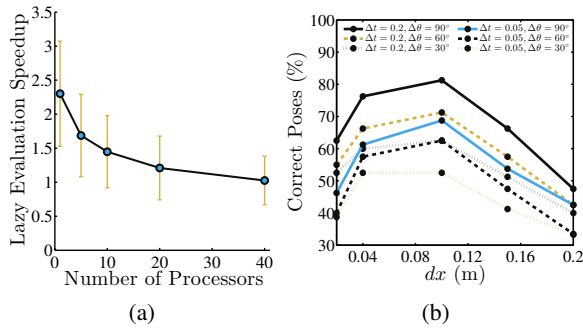 3.5
3
2.5
2
1.5
1
0.5
0 10 20 30 40
Lazy Evaluation Speedup
Number of Processors
(a)
100
90
80
70
60
50
40
30
0.04 0.08 0.12 0.16 0.2
Correct Poses (%)
dx (m)
Δt = 0.2, Δθ = 90° Δt = 0.05, Δθ = 90°
Δt = 0.2, Δθ = 60° Δt = 0.05, Δθ = 60°
Δt = 0.2, Δθ = 30° Δt = 0.05, Δθ = 30°
(b)